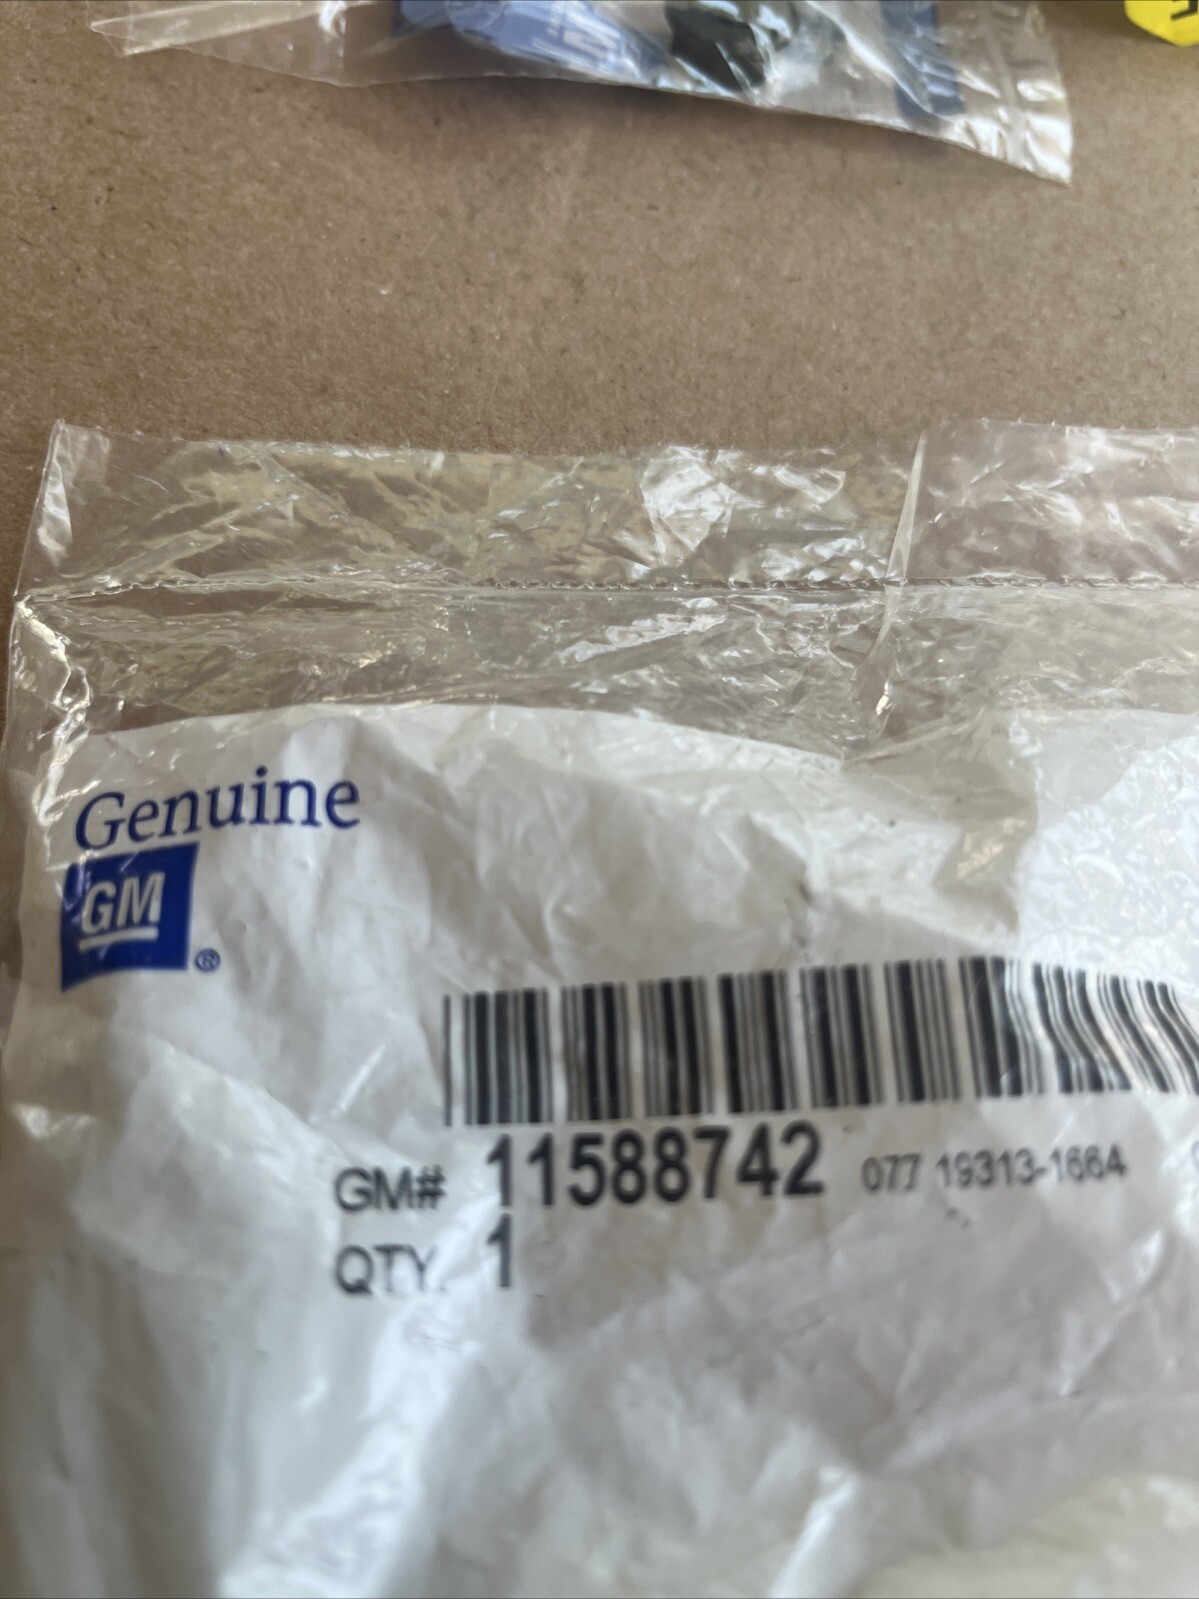 Genuine
GM
®
GM# 11588742 077 19313-1664
QTY. 1